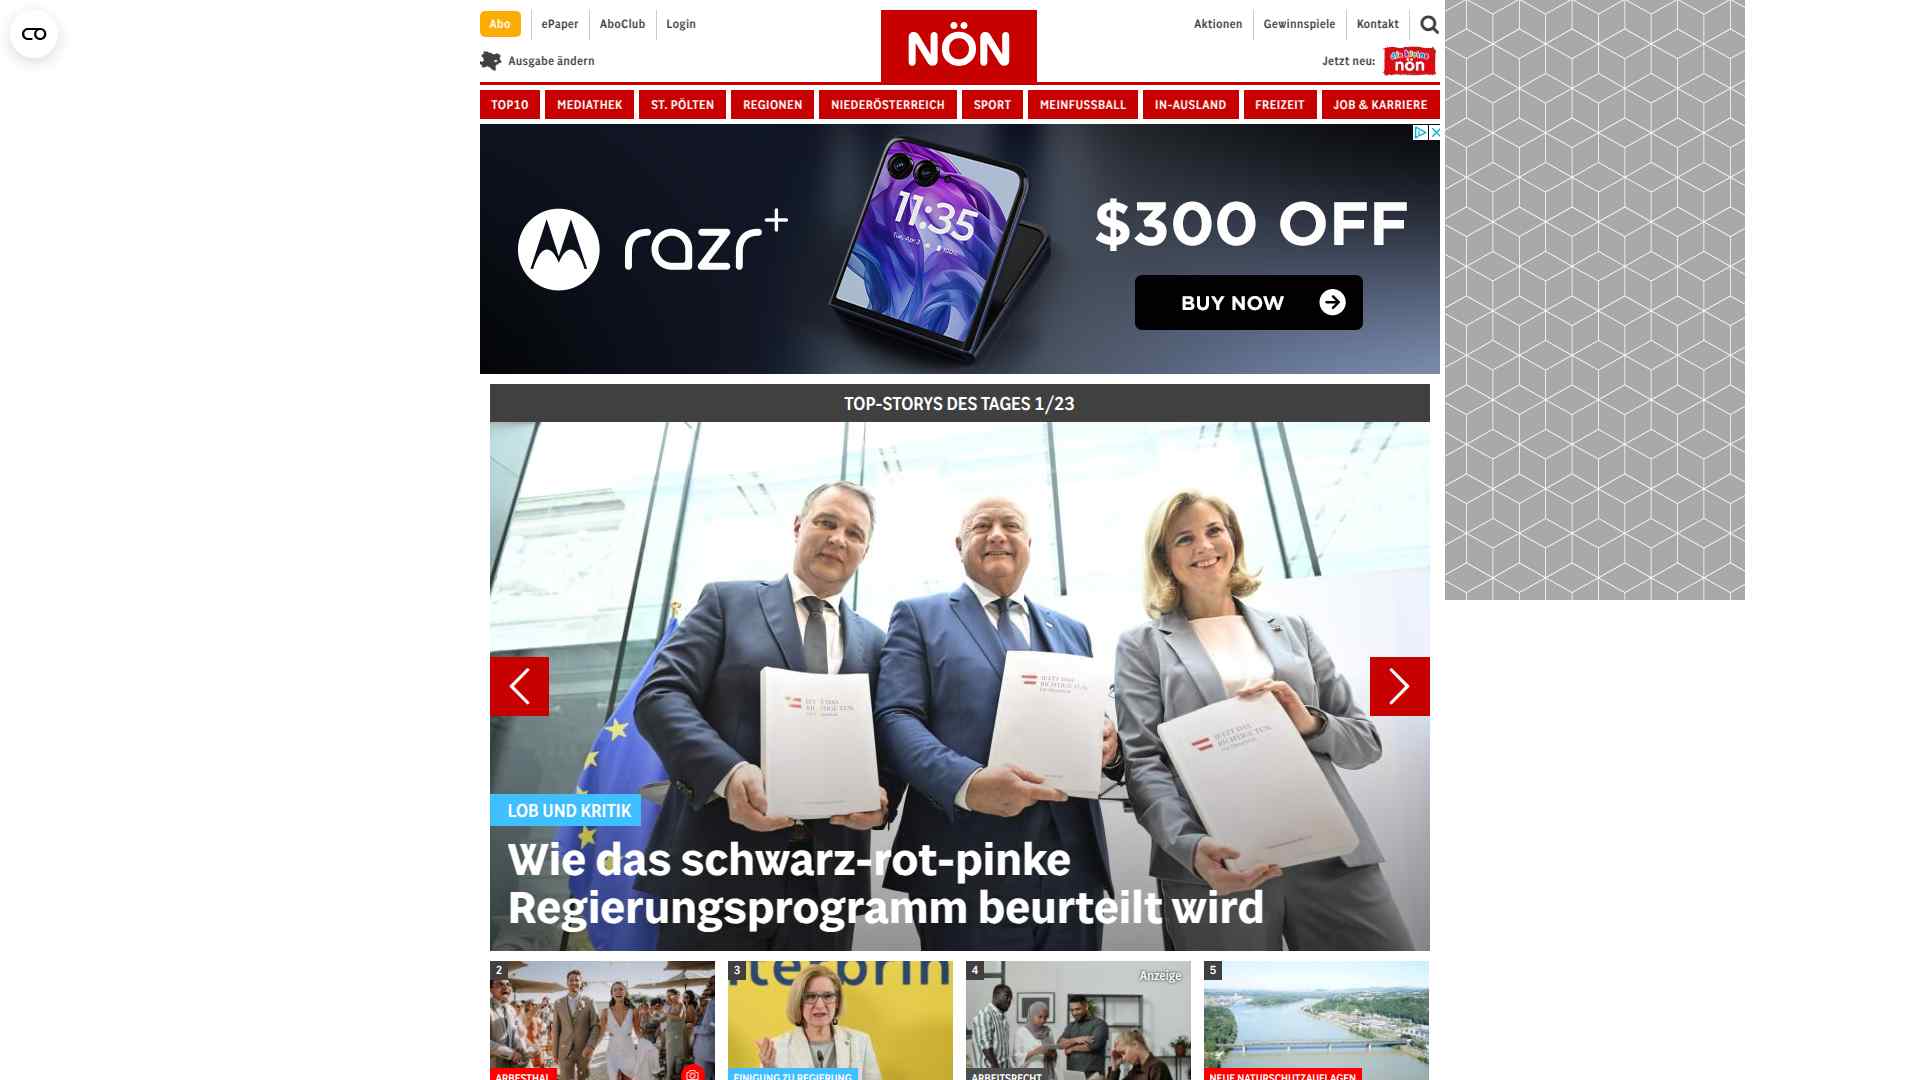 Abo
ePaper
AboClub
Login
NÖN
Aktionen
Gewinnspiele
Kontakt
Ausgabe ändern
Jetzt neu:
die kleine
nön
TOP10
MEDIATHEK
ST. PÖLTEN
REGIONEN
NIEDERÖSTERREICH
SPORT
MEINFUSSBALL
IN-AUSLAND
FREIZEIT
JOB & KARRIERE
razr+
11:35
$300 OFF
BUY NOW
TOP-STORYS DES TAGES 1/23
LOB UND KRITIK
Wie das schwarz-rot-pinke
Regierungsprogramm beurteilt wird
2
3
4
Anzeige
5
ARBESTHAL
EINIGUNG ZU REGIERUNG
ARBEITSRECHT
NEUE NATURSCHUTZAUFLAGEN